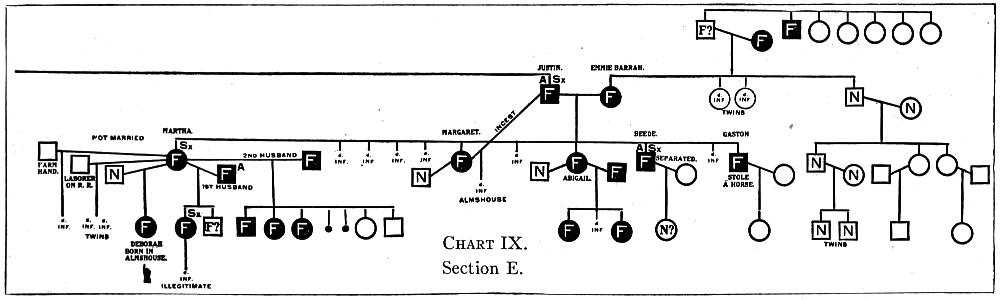 F? F
F
JUSTIN.
EMMIE BARRAH.
A Sx
F
F
d. INF
d. INF
TWINS
N
N
INCEST
NOT MARRIED
MARTHA.
MARGARET.
BEEDE.
GASTON
Sx
2ND HUSBAND
F
d. INF.
d. INF.
d. INF.
d. INF
F
d. INF
F
A Sx
F
SEPARATED.
d. INF
F
FARM HAND.
LABORER ON R. R.
N
F
F
A
1ST HUSBAND
N
d. INF
ALMSHOUSE
N
ABIGAIL.
F
STOLE A HORSE.
N
N
d. INF.
d. INF.
d. INF.
TWINS
F
DEBORAH
BORN IN
ALMSHOUSE.
Sx
F
F?
F
F
F
d. INF.
ILLEGITIMATE
F
d. INF
F
N?
N
N
TWINS
CHART IX.
Section E.